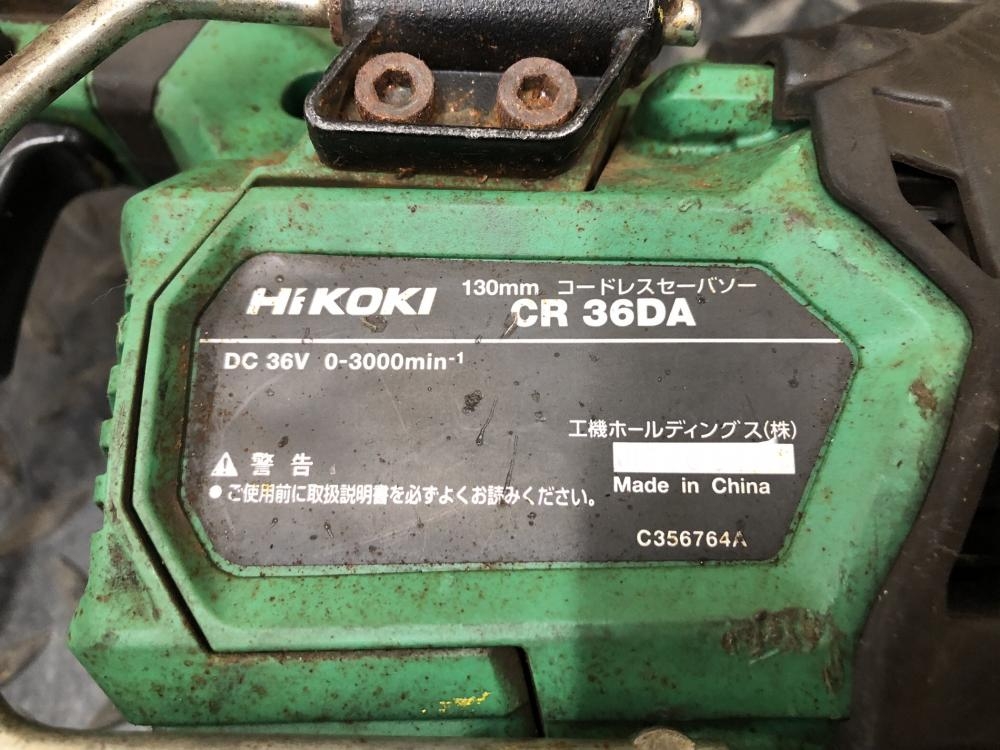 HiKOKI
130mm コードレスセーバソー
CR 36DA
DC 36V 0-3000min-1
工機ホールディングス(株)
警告
●ご使用前に取扱説明書を必ずよくお読みください。
Made in China
C356764A